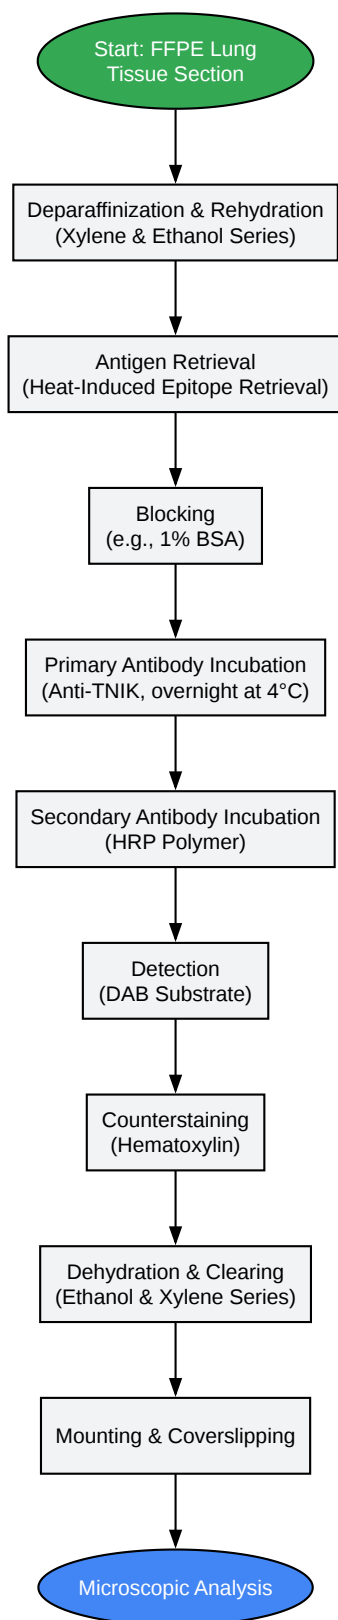 Start: FFPE Lung
Tissue Section
Deparaffinization & Rehydration
(Xylene & Ethanol Series)
Antigen Retrieval
(Heat-Induced Epitope Retrieval)
Blocking
(e.g., 1% BSA)
Primary Antibody Incubation
(Anti-TNIK, overnight at 4°C)
Secondary Antibody Incubation
(HRP Polymer)
Detection
(DAB Substrate)
Counterstaining
(Hematoxylin)
Dehydration & Clearing
(Ethanol & Xylene Series)
Mounting & Coverslipping
Microscopic Analysis